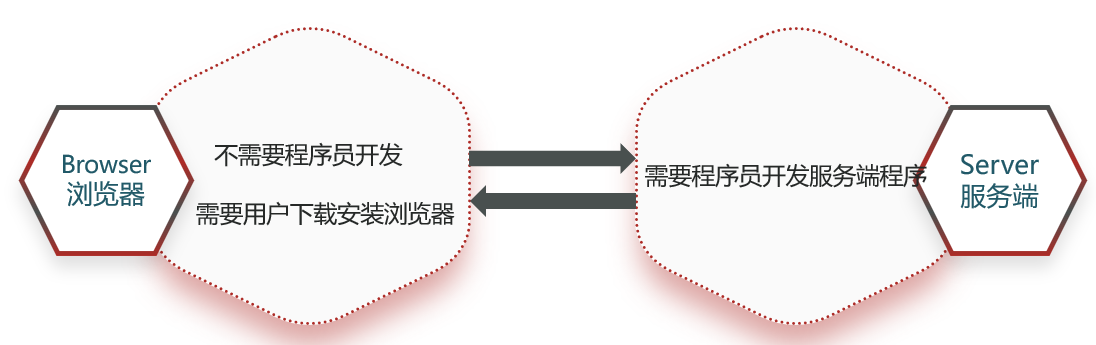 Browser
浏览器
不需要程序员开发
需要用户下载安装浏览器
需要程序员开发服务端程序
Server
服务端